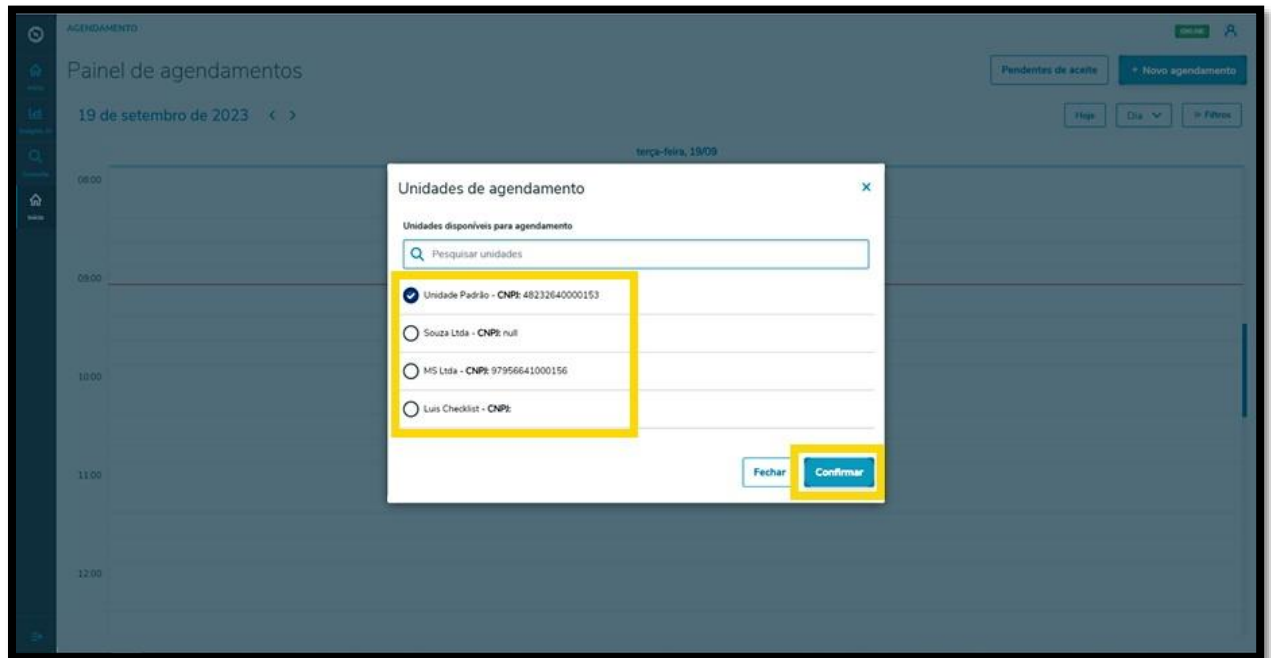 AGENDAMENTO
ONLINE
Painel de agendamentos
Pendentes de aceite
+ Novo agendamento
19 de setembro de 2023 < >
Hoje
Dia
Filtros
terça-feira, 19/09
Início
08:00
09:00
10:00
11:00
12:00
Unidades de agendamento
×
Unidades disponíveis para agendamento
Pesquisar unidades
Unidade Padrão - CNPJ: 48232640000153
Souza Ltda - CNPJ: null
MS Ltda - CNPJ: 97956641000156
Luis Checklist - CNPJ:
Fechar
Confirmar